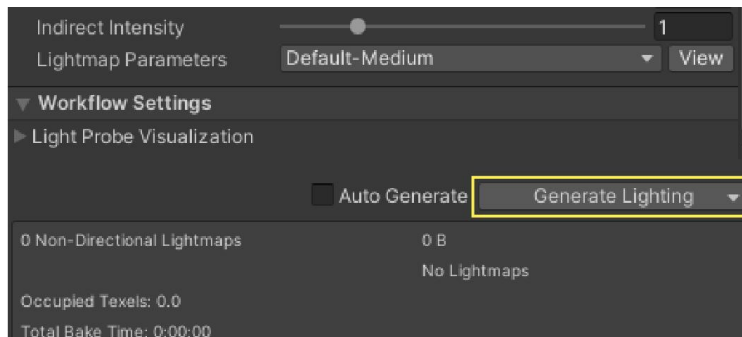 Indirect Intensity 1
Lightmap Parameters Default-Medium View
Workflow Settings
Light Probe Visualization
Auto Generate Generate Lighting
0 Non-Directional Lightmaps 0 B
No Lightmaps
Occupied Texels: 0.0
Total Bake Time: 0:00:00